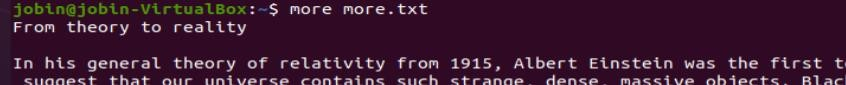 jobin@jobin-VirtualBox:~$ more more.txt
From theory to reality
In his general theory of relativity from 1915, Albert Einstein was the first
suggest that our universe contains such strange, dense, massive objects.